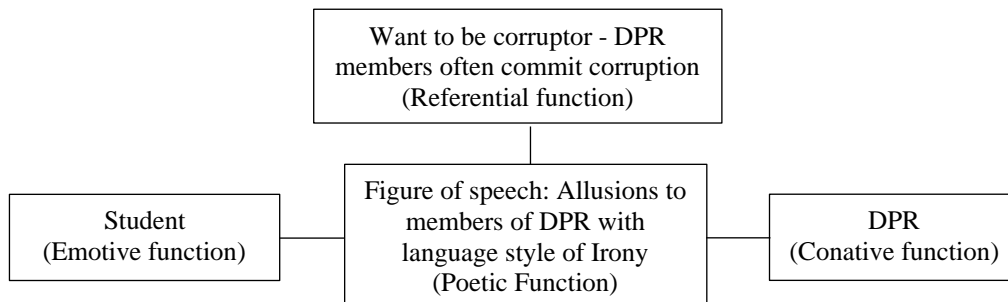 Want to be corruptor - DPR
members often commit corruption
(Referential function)
Student
(Emotive function)
Figure of speech: Allusions to
members of DPR with
language style of Irony
(Poetic Function)
DPR
(Conative function)